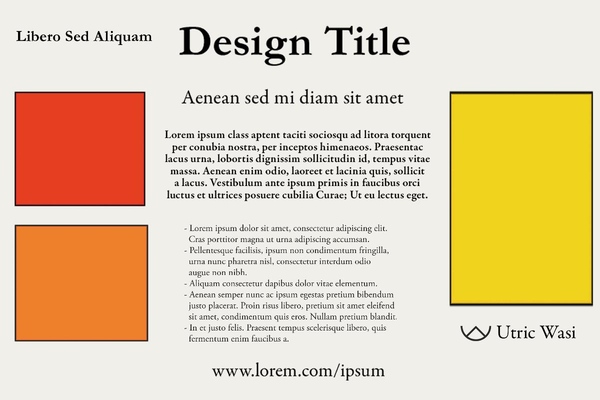 Libero Sed Aliquam
Design Title
Aenean sed mi diam sit amet
Lorem ipsum class aptent taciti sociosqu ad litora torquent
per conubia nostra, per inceptos himenaeos. Praesentac
lacus urna, lobortis dignissim sollicitudin id, tempus vitae
massa. Aenean enim odio, laoreet et lacinia quis, sollicit
a lacus. Vestibulum ante ipsum primis in faucibus orci
luctus et ultrices posuere cubilia Curae; Ut eu lectus eget.
- Lorem ipsum dolor sit amet, consectetur adipiscing elit.
Cras porttitor magna ut urna adipiscing accumsan.
- Pellentesque facilisis, ipsum non condimentum fringilla,
urna nunc pharetra nisl, consectetur interdum odio
augue non nibh.
- Aliquam consectetur dapibus dolor vitae elementum.
- Aenean semper nunc ac ipsum egestas pretium bibendum
justo placerat. Proin risus libero, pretium sit amet eleifend
sit amet, condimentum quis eros. Nullam pretium blandit.
- In et justo felis. Praesent tempus scelerisque libero, quis
fermentum enim faucibus a.
Utric Wasi
www.lorem.com/ipsum